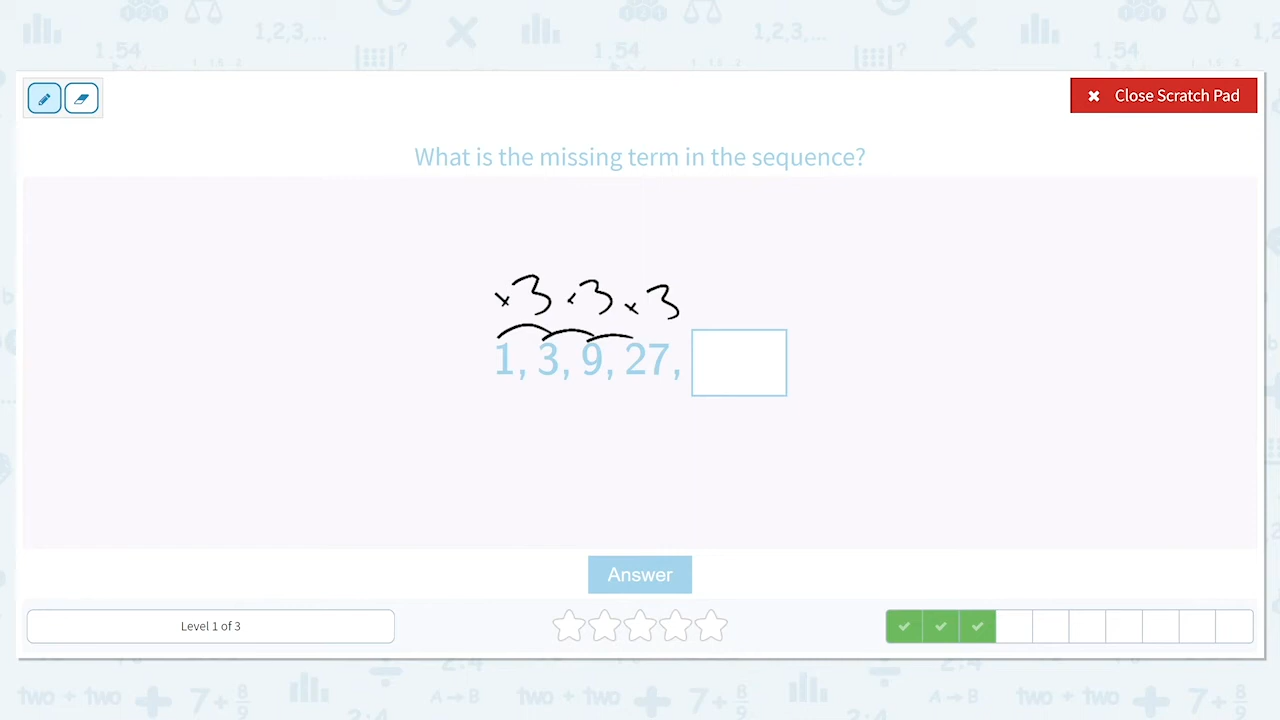 Close Scratch Pad
What is the missing term in the sequence?
×3 ×3 ×3
1, 3, 9, 27,
Answer
Level 1 of 3